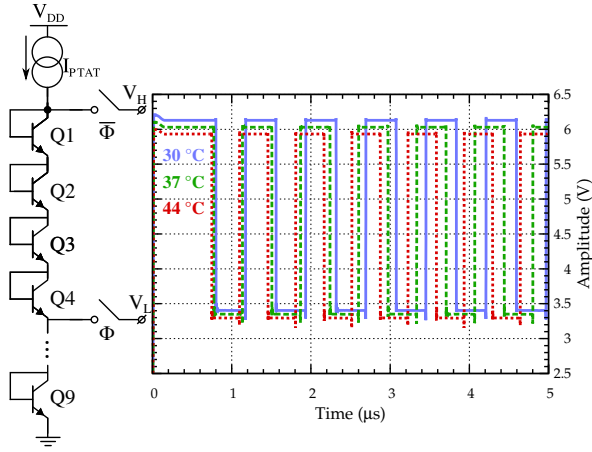 V_DD
I_PTAT
V_H
Φ̅
Q1
Q2
Q3
Q4
V_L
Φ
Q9
30 °C
37 °C
44 °C
6.5
6
5.5
5
4.5
4
3.5
3
2.5
Amplitude (V)
0 1 2 3 4 5
Time (μs)